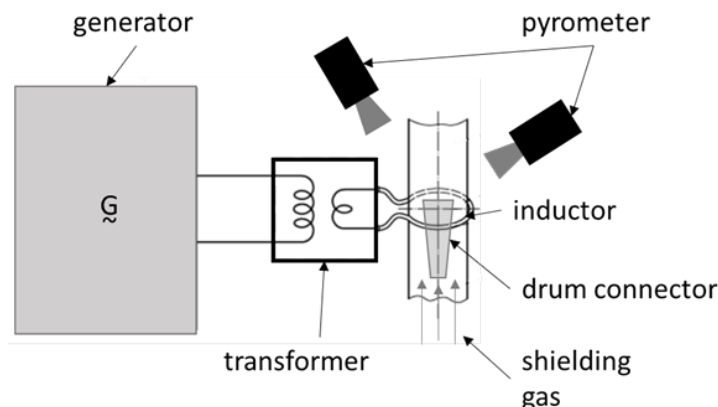 generator
pyrometer
G
~
inductor
drum connector
transformer
shielding
gas